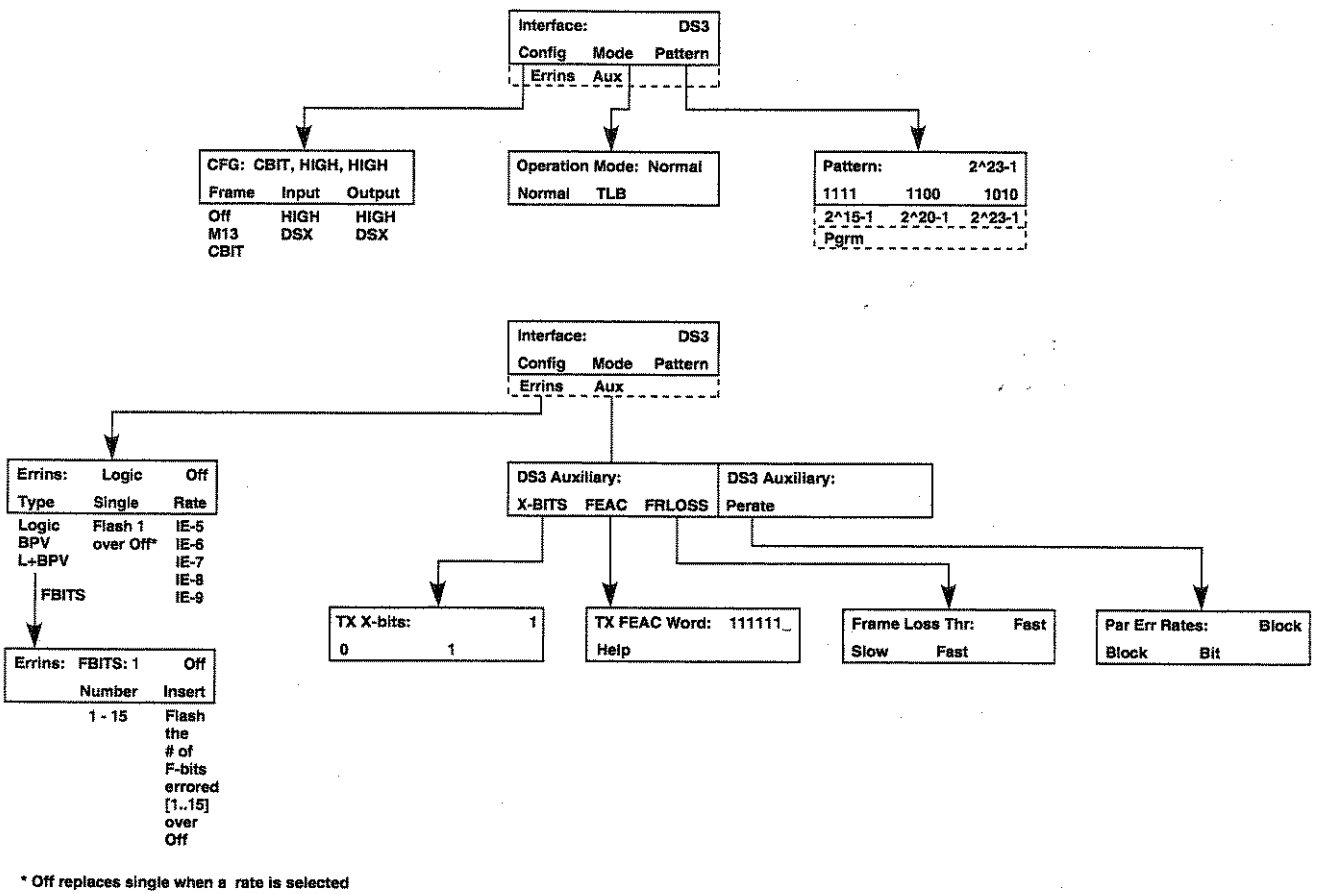 Interface: DS3
Config Mode Pattern
Errins Aux
CFG: CBIT, HIGH, HIGH
Frame Input Output
Off HIGH HIGH
M13 DSX DSX
CBIT
Operation Mode: Normal
Normal TLB
Pattern: 2^23-1
1111 1100 1010
2^15-1 2^20-1 2^23-1
Pgrm
Interface: DS3
Config Mode Pattern
Errins Aux
Errins: Logic Off
Type Single Rate
Logic Flash 1 IE-5
BPV over Off* IE-6
L+BPV IE-7
IE-8
FBITS IE-9
Errins: FBITS: 1 Off
Number Insert
1 - 15 Flash
the
# of
F-bits
errored
[1..15]
over
Off
DS3 Auxiliary:
X-BITS FEAC FRLOSS
DS3 Auxiliary:
Perate
TX X-bits: 1
0 1
TX FEAC Word: 111111_
Help
Frame Loss Thr: Fast
Slow Fast
Par Err Rates: Block
Block Bit
* Off replaces single when a rate is selected